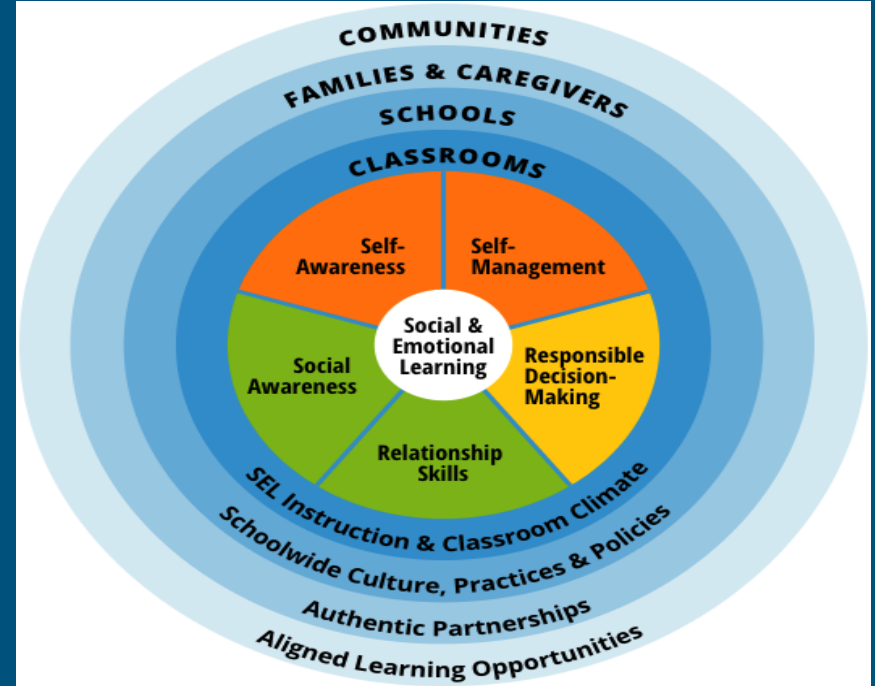 COMMUNITIES
FAMILIES & CAREGIVERS
SCHOOLS
CLASSROOMS
Self-
Awareness
Self-
Management
Social &
Emotional
Learning
Social
Awareness
Responsible
Decision-
Making
Relationship
Skills
SEL Instruction & Classroom Climate
Schoolwide Culture, Practices & Policies
Authentic Partnerships
Aligned Learning Opportunities